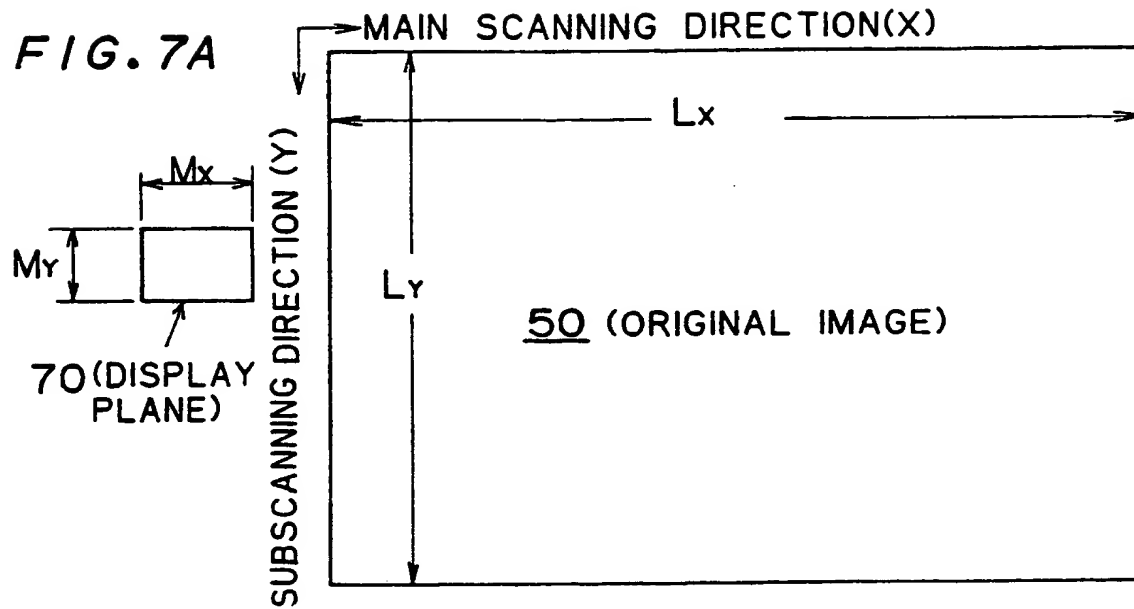 FIG. 7A
MAIN SCANNING DIRECTION(X)
LX
MX
SUBSCANNING DIRECTION (Y)
MY
LY
50 (ORIGINAL IMAGE)
70(DISPLAY
PLANE)